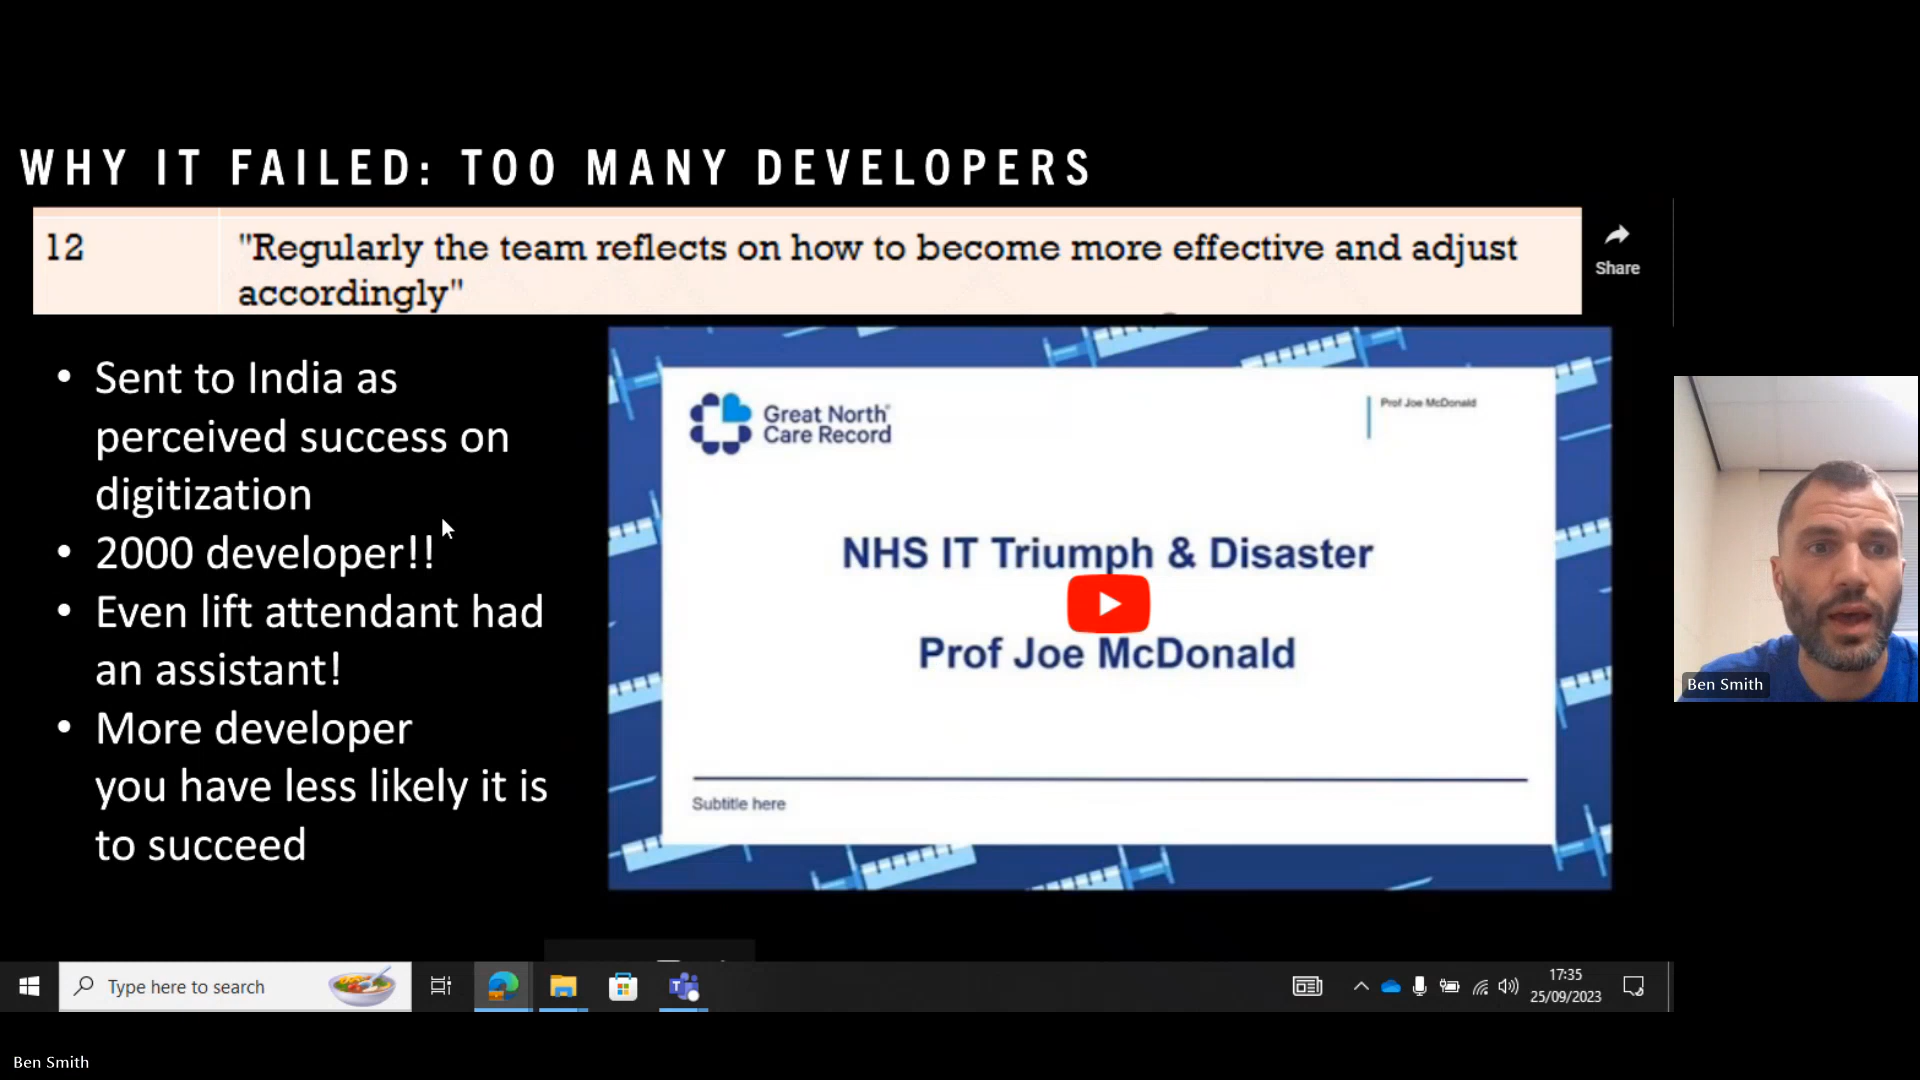 WHY IT FAILED: TOO MANY DEVELOPERS
12
"Regularly the team reflects on how to become more effective and adjust
accordingly"
Share
• Sent to India as
perceived success on
digitization
• 2000 developer!!
• Even lift attendant had
an assistant!
• More developer
you have less likely it is
to succeed
Great North
Care Record
Prof Joe McDonald
NHS IT Triumph & Disaster
Prof Joe McDonald
Subtitle here
Ben Smith
Type here to search
17:35
25/09/2023
Ben Smith